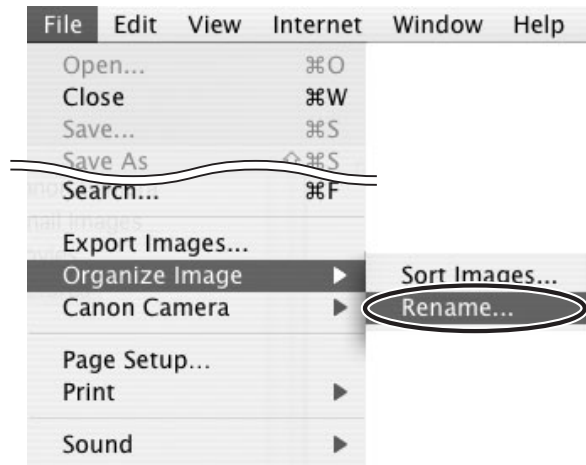 File Edit View Internet Window Help
Open... ⌘O
Close ⌘W
Save... ⌘S
Save As ⇧⌘S
Search... ⌘F
Export Images...
Organize Image ▶ Sort Images...
Canon Camera ▶ Rename...
Page Setup...
Print ▶
Sound ▶